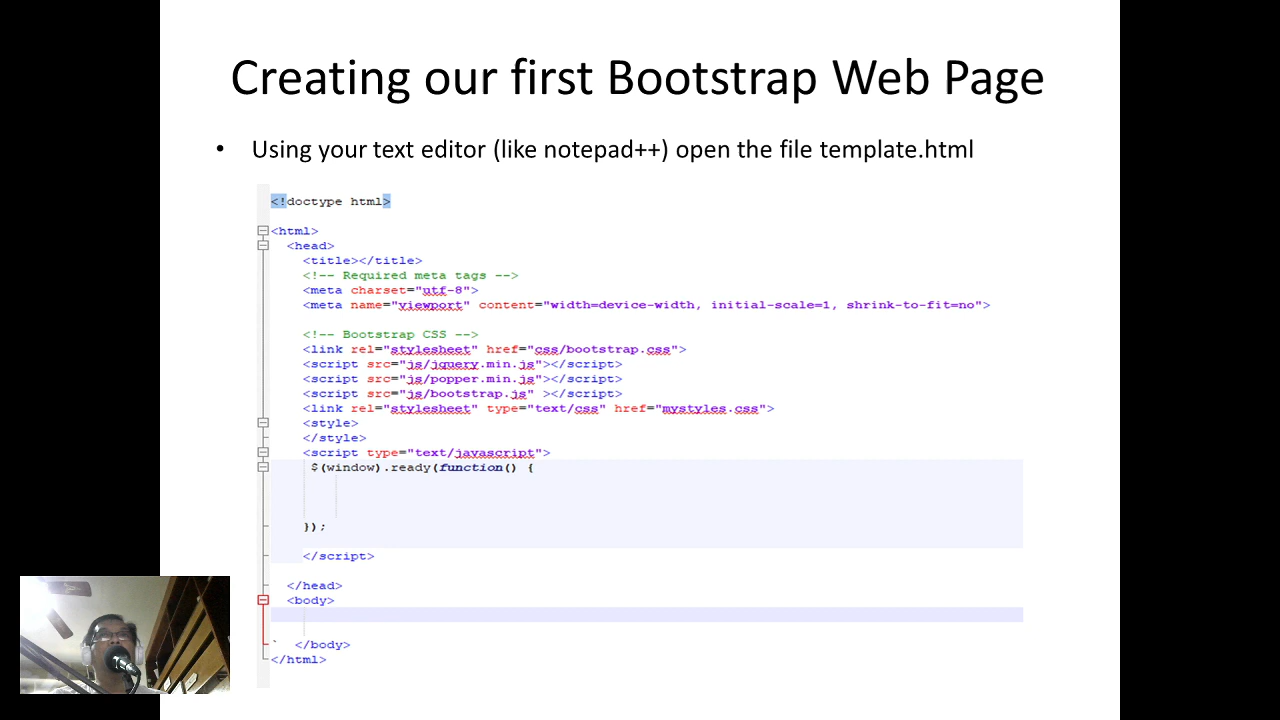 Creating our first Bootstrap Web Page
• Using your text editor (like notepad++) open the file template.html
<!doctype html>
<html>
<head>
<title></title>
<!-- Required meta tags -->
<meta charset="utf-8">
<meta name="viewport" content="width=device-width, initial-scale=1, shrink-to-fit=no">
<!-- Bootstrap CSS -->
<link rel="stylesheet" href="css/bootstrap.css">
<script src="js/jquery.min.js"></script>
<script src="js/popper.min.js"></script>
<script src="js/bootstrap.js" ></script>
<link rel="stylesheet" type="text/css" href="mystyles.css">
<style>
</style>
<script type="text/javascript">
$(window).ready(function() {
});
</script>
</head>
<body>
` </body>
</html>